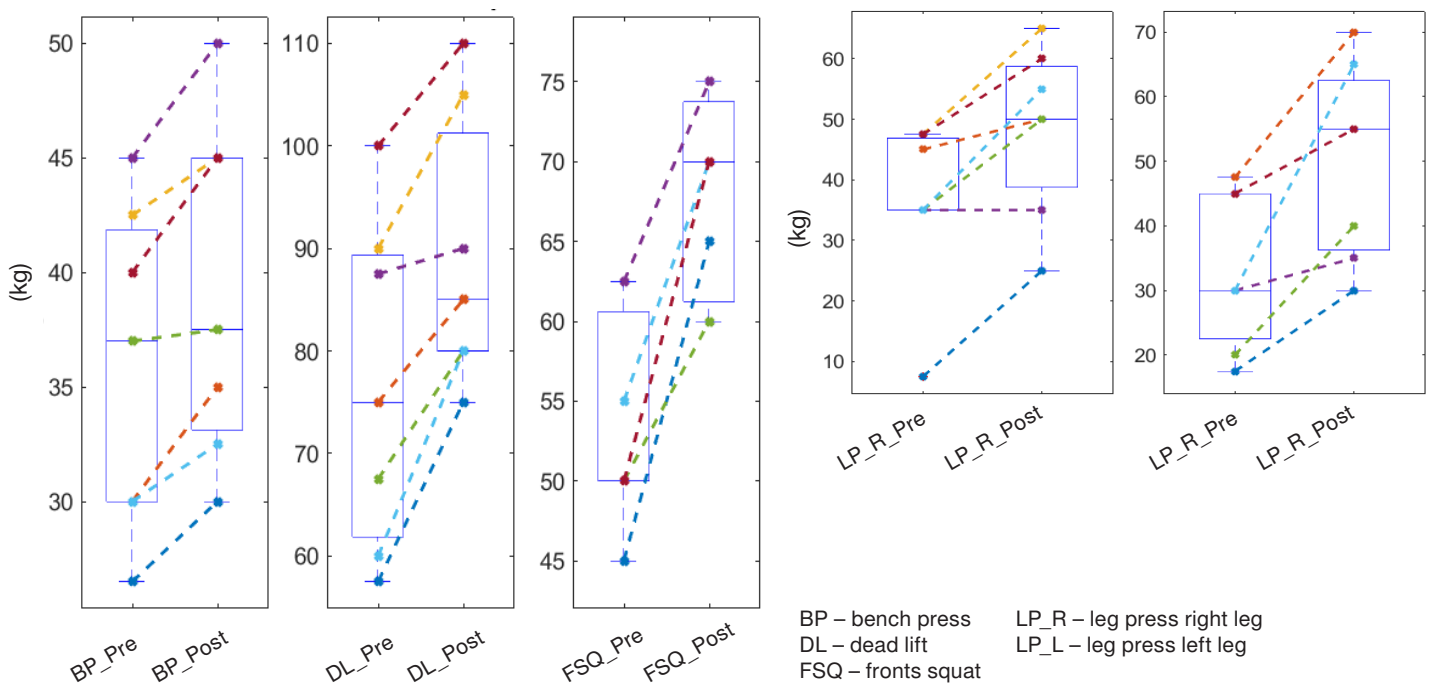 50
45
40
35
30
(kg)
BP_Pre
BP_Post
110
100
90
80
70
60
DL_Pre
DL_Post
75
70
65
60
55
50
45
FSQ_Pre
FSQ_Post
60
50
35
30
20
10
(kg)
LP_R_Pre
LP_R_Post
70
60
50
40
30
20
LP_R_Pre
LP_R_Post
BP – bench press
DL – dead lift
FSQ – fronts squat
LP_R – leg press right leg
LP_L – leg press left leg